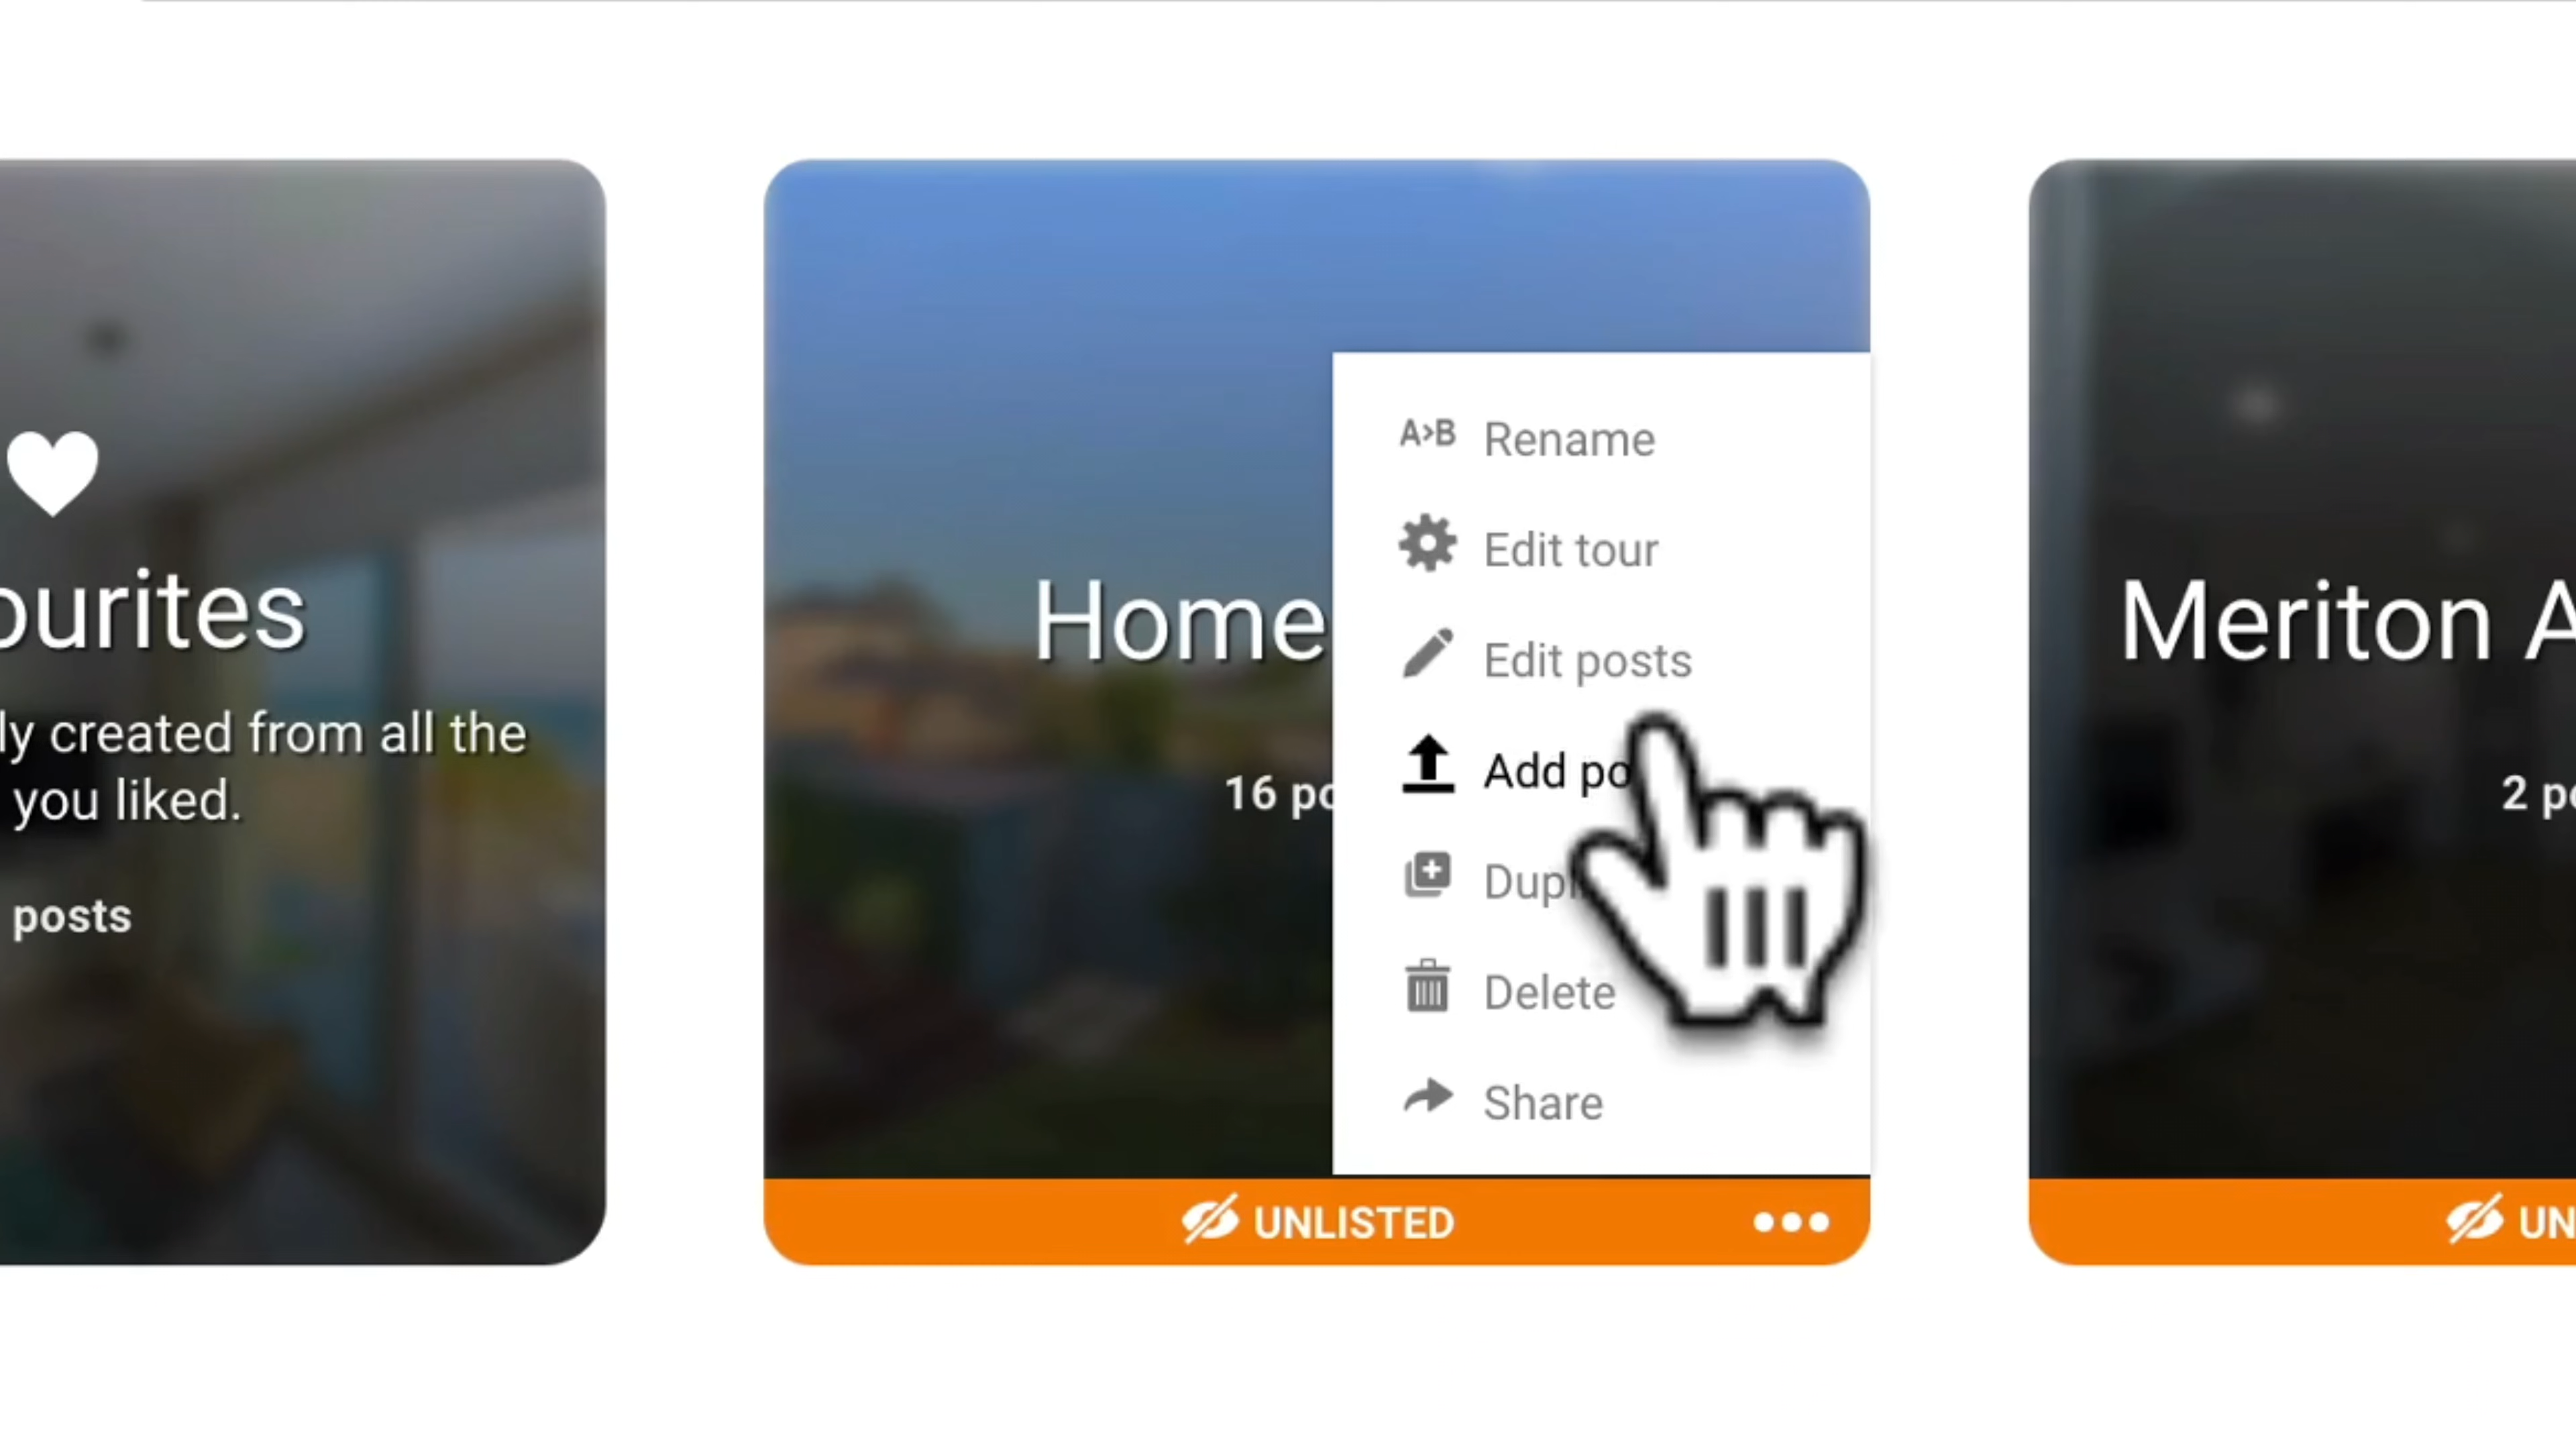 ourites
ly created from all the
you liked.
posts
Home
16 po
A>B Rename
Edit tour
Edit posts
Add po
Dupl
Delete
Share
UNLISTED
Meriton A
2 po
UN